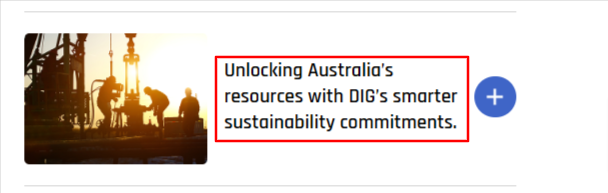 Unlocking Australia's
resources with DIG's smarter
sustainability commitments.